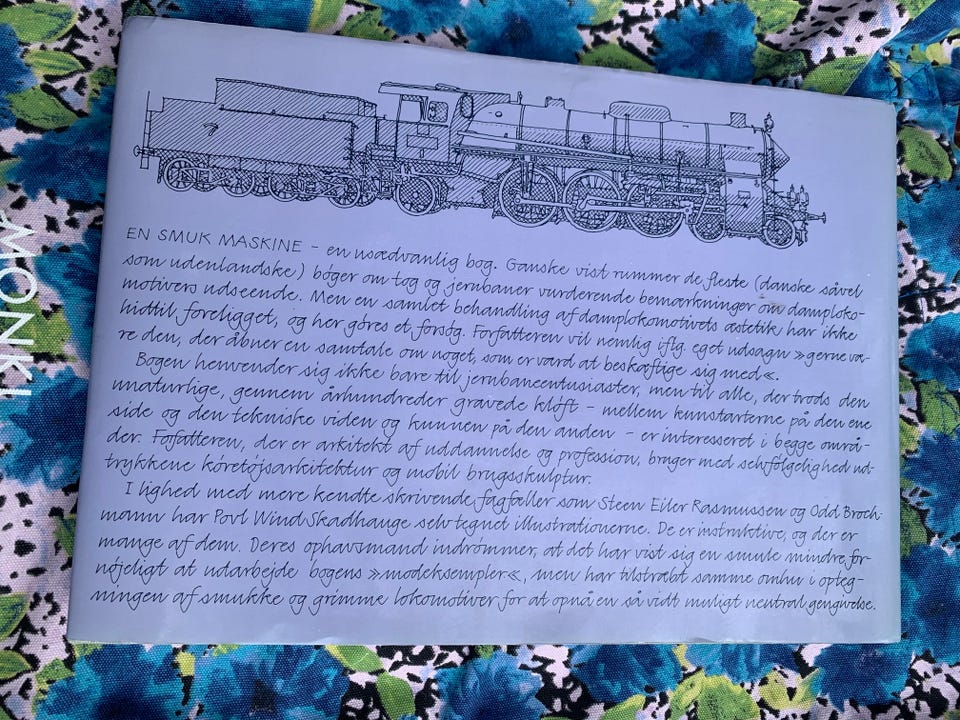 EN SMUK MASKINE – en usædvanlig bog. Ganske vist rummer de fleste (danske såvel
som udenlandske) bøger om tog og jernbaner vurderende bemærkninger om damploko-
motivers udseende. Men en samlet behandling af damplokomotivets æstetik har ikke
hidtil foreligget, og her gøres et forsøg. Forfatteren vil nemlig iflg. eget udsagn »gerne væ-
re den, der åbner en samtale om noget, som er værd at beskæftige sig med«.
Bogen henvender sig ikke bare til jernbaneentusiaster, men til alle, der trods den
unaturlige, gennem århundreder gravede kløft – mellem kunstarterne på den ene
side og den tekniske viden og kunnen på den anden – er interesseret i begge områ-
der. Forfatteren, der er arkitekt af uddannelse og profession, bruger med selvfølgelighed ud-
trykkene køretøjsarkitektur og mobil brugsskulptur.
I lighed med mere kendte skrivende fagfæller som Steen Eiler Rasmussen og Odd Broch-
mann har Povl Wind Skadhauge selv tegnet illustrationerne. De er instruktive, og der er
mange af dem. Deres ophavsmand indrømmer, at det har vist sig en smule mindre for-
nøjeligt at udarbejde bogens »modeksempler«, men har tilstræbt samme omhu i opteg-
ningen af smukke og grimme lokomotiver for at opnå en så vidt muligt neutral gengivelse.
MONKI